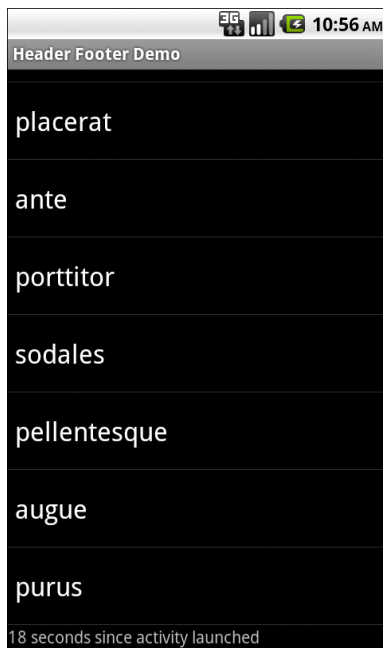 3G 10:56 AM
Header Footer Demo
placerat
ante
porttitor
sodales
pellentesque
augue
purus
18 seconds since activity launched